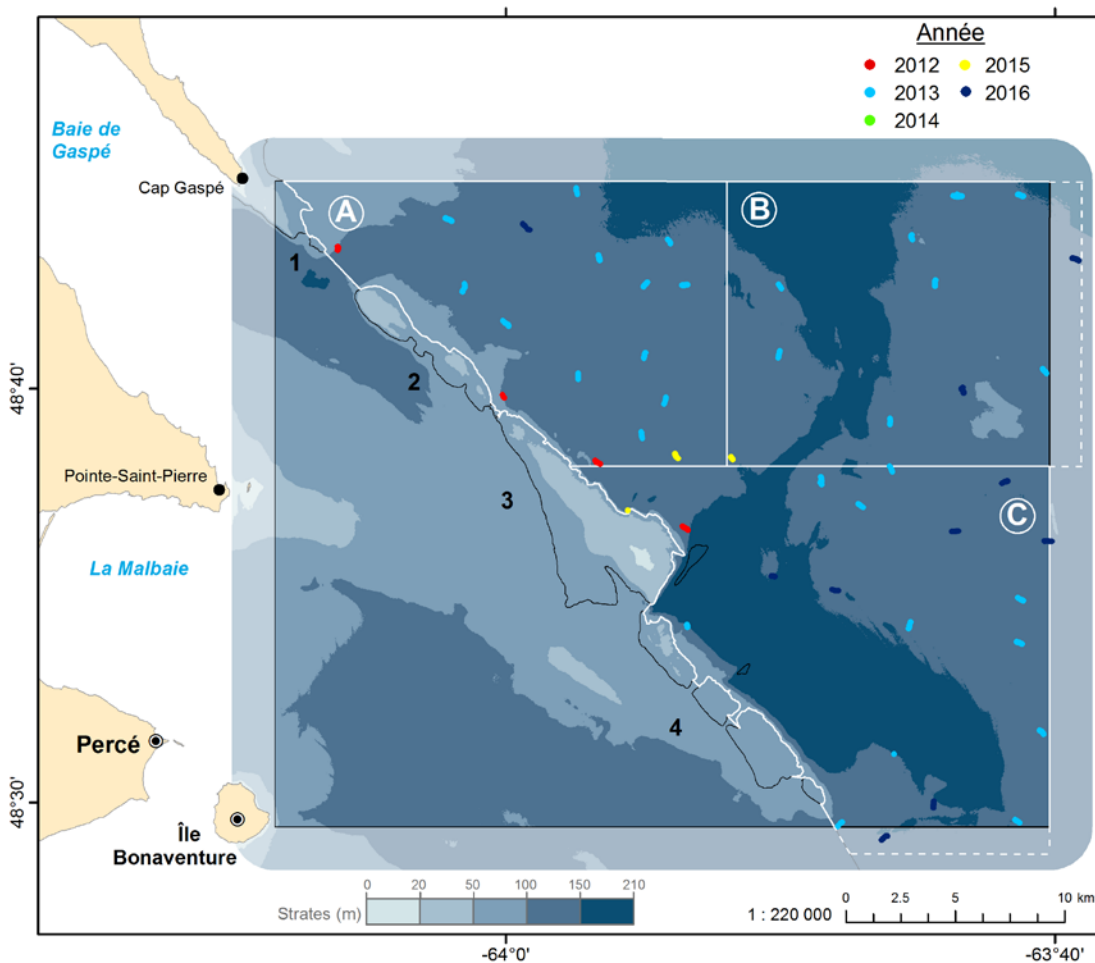 Année
2012 2015
2013 2016
2014
Baie de
Gaspé
Cap Gaspé
A
B
1
48°40'
2
Pointe-Saint-Pierre
3
C
La Malbaie
4
Percé
48°30'
Île
Bonaventure
0 20 50 100 150 210
Strates (m)
1 : 220 000
0 2.5 5 10 km
-64°0' -63°40'